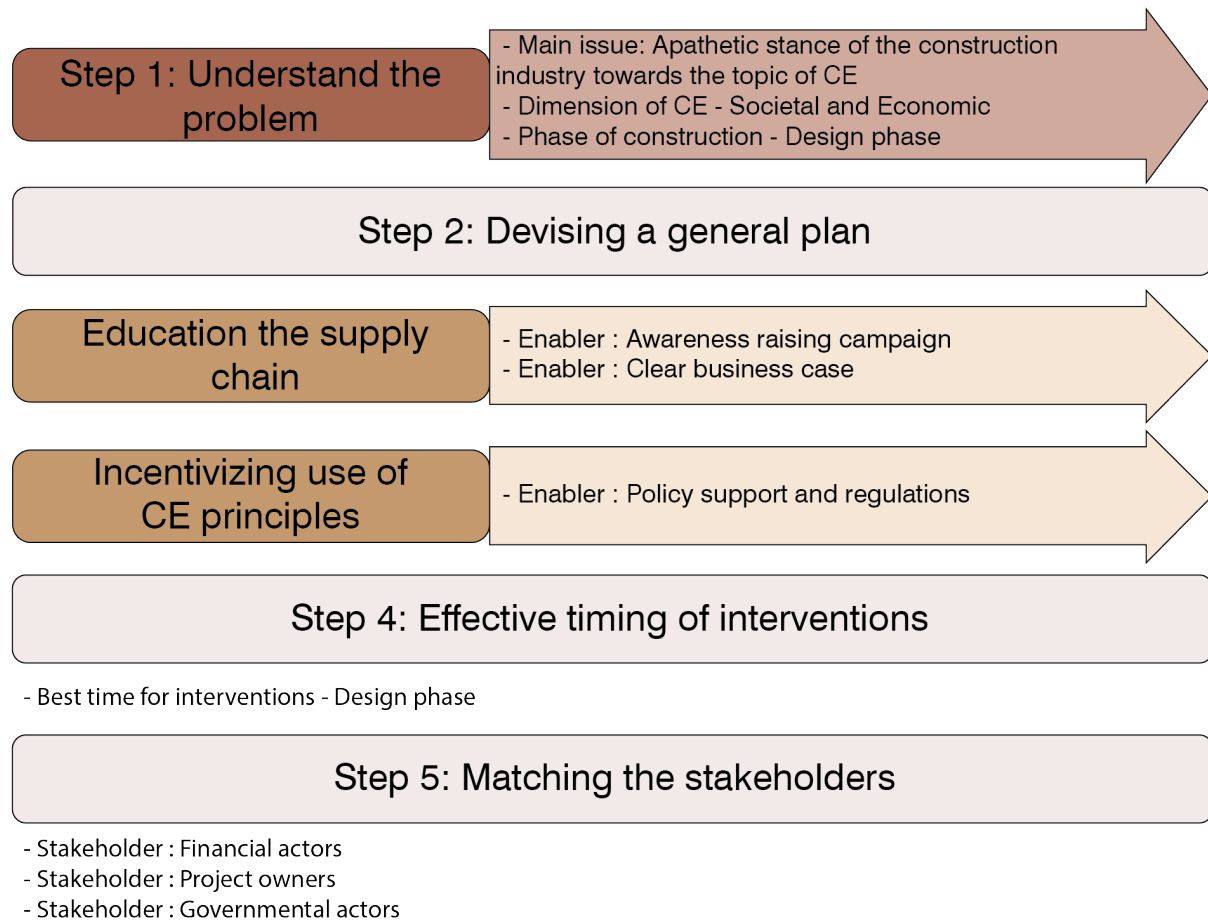 Step 1: Understand the
problem
- Main issue: Apathetic stance of the construction
industry towards the topic of CE
- Dimension of CE - Societal and Economic
- Phase of construction - Design phase
Step 2: Devising a general plan
Education the supply
chain
- Enabler : Awareness raising campaign
- Enabler : Clear business case
Incentivizing use of
CE principles
- Enabler : Policy support and regulations
Step 4: Effective timing of interventions
- Best time for interventions - Design phase
Step 5: Matching the stakeholders
- Stakeholder : Financial actors
- Stakeholder : Project owners
- Stakeholder : Governmental actors